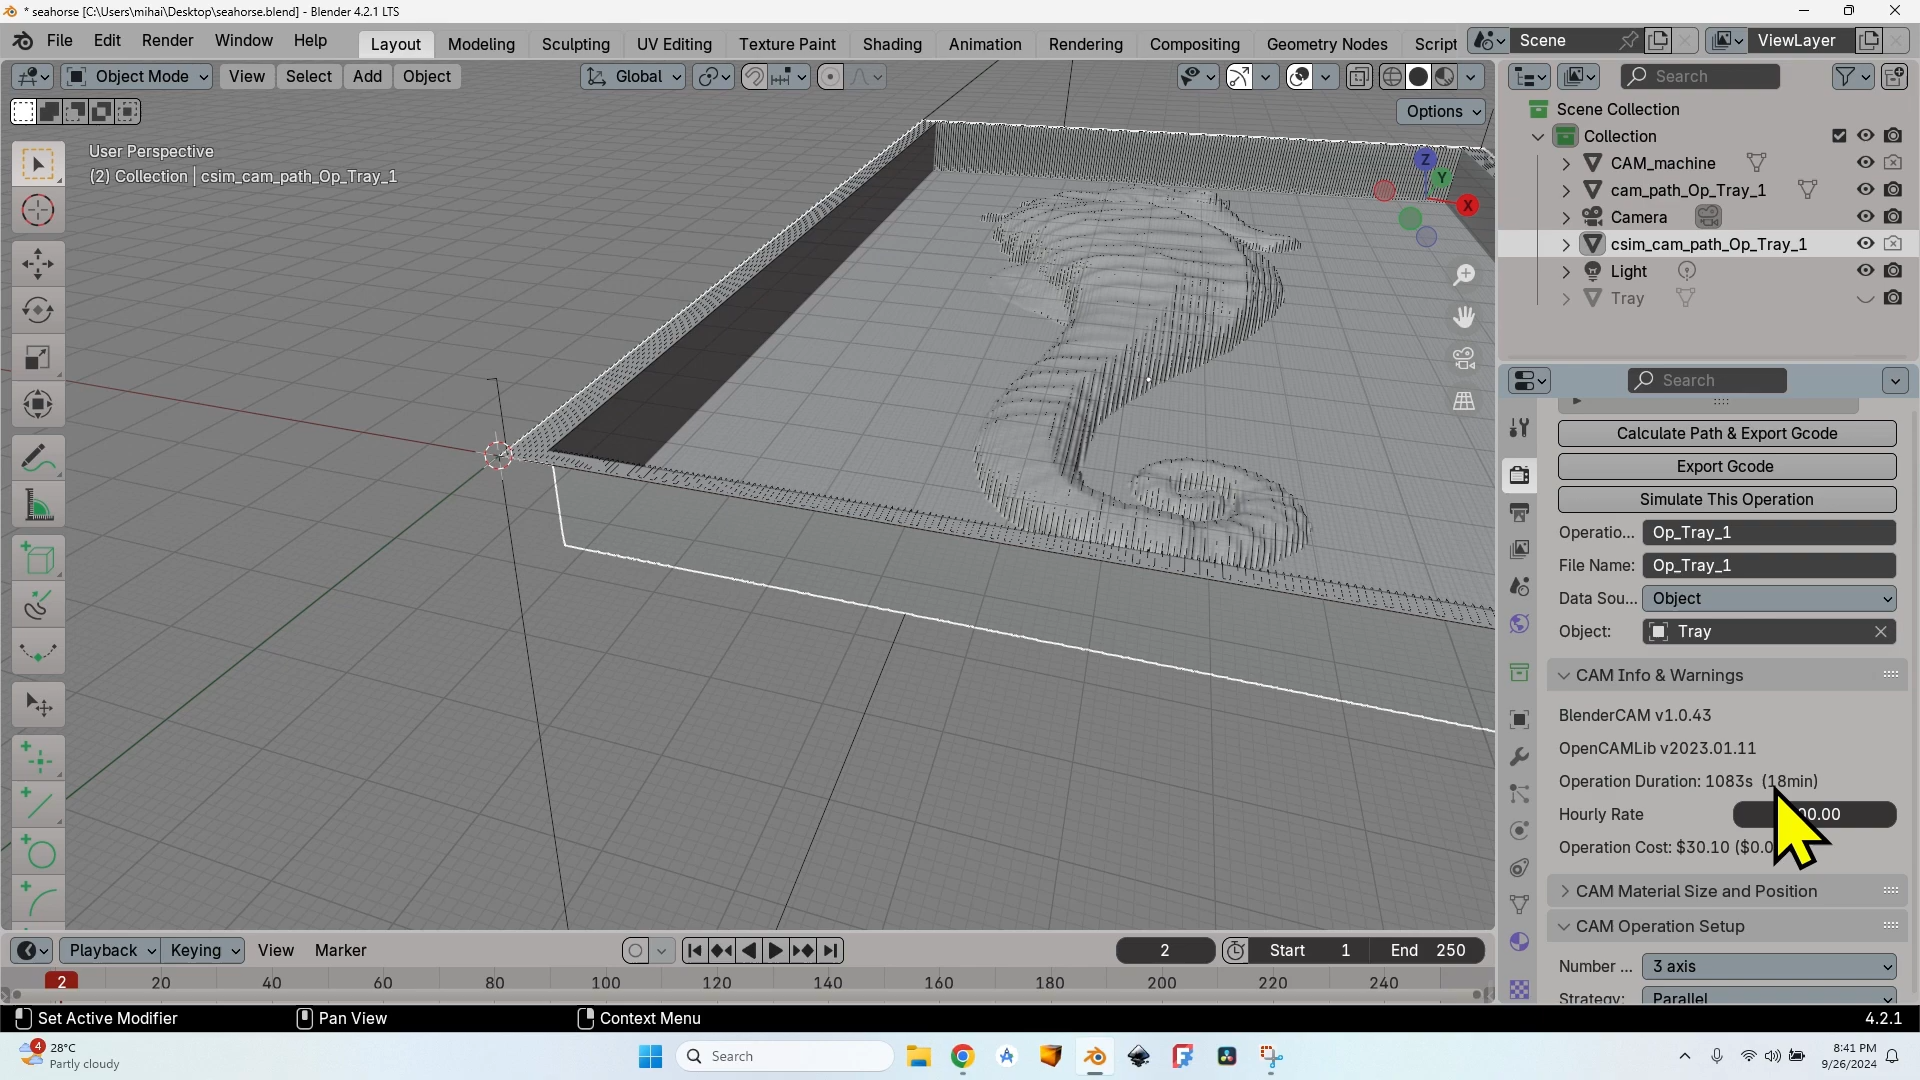 * seahorse [C:\Users\mihai\Desktop\seahorse.blend] - Blender 4.2.1 LTS
File Edit Render Window Help
Layout Modeling Sculpting UV Editing Texture Paint Shading Animation Rendering Compositing Geometry Nodes Script
Scene
ViewLayer
Object Mode View Select Add Object
Global
Search
Options
User Perspective
(2) Collection | csim_cam_path_Op_Tray_1
Z
Y
X
Scene Collection
Collection
CAM_machine
cam_path_Op_Tray_1
Camera
csim_cam_path_Op_Tray_1
Light
Tray
Search
Calculate Path & Export Gcode
Export Gcode
Simulate This Operation
Operatio... Op_Tray_1
File Name: Op_Tray_1
Data Sou... Object
Object: Tray
CAM Info & Warnings
BlenderCAM v1.0.43
OpenCAMLib v2023.01.11
Operation Duration: 1083s (18min)
Hourly Rate 00.00
Operation Cost: $30.10 ($0.0
CAM Material Size and Position
CAM Operation Setup
Number ... 3 axis
Strategy: Parallel
Playback Keying View Marker
2
Start 1 End 250
2 20 40 60 80 100 120 140 160 180 200 220 240
Set Active Modifier
Pan View
Context Menu
4.2.1
4
28°C
Partly cloudy
Search
8:41 PM
9/26/2024